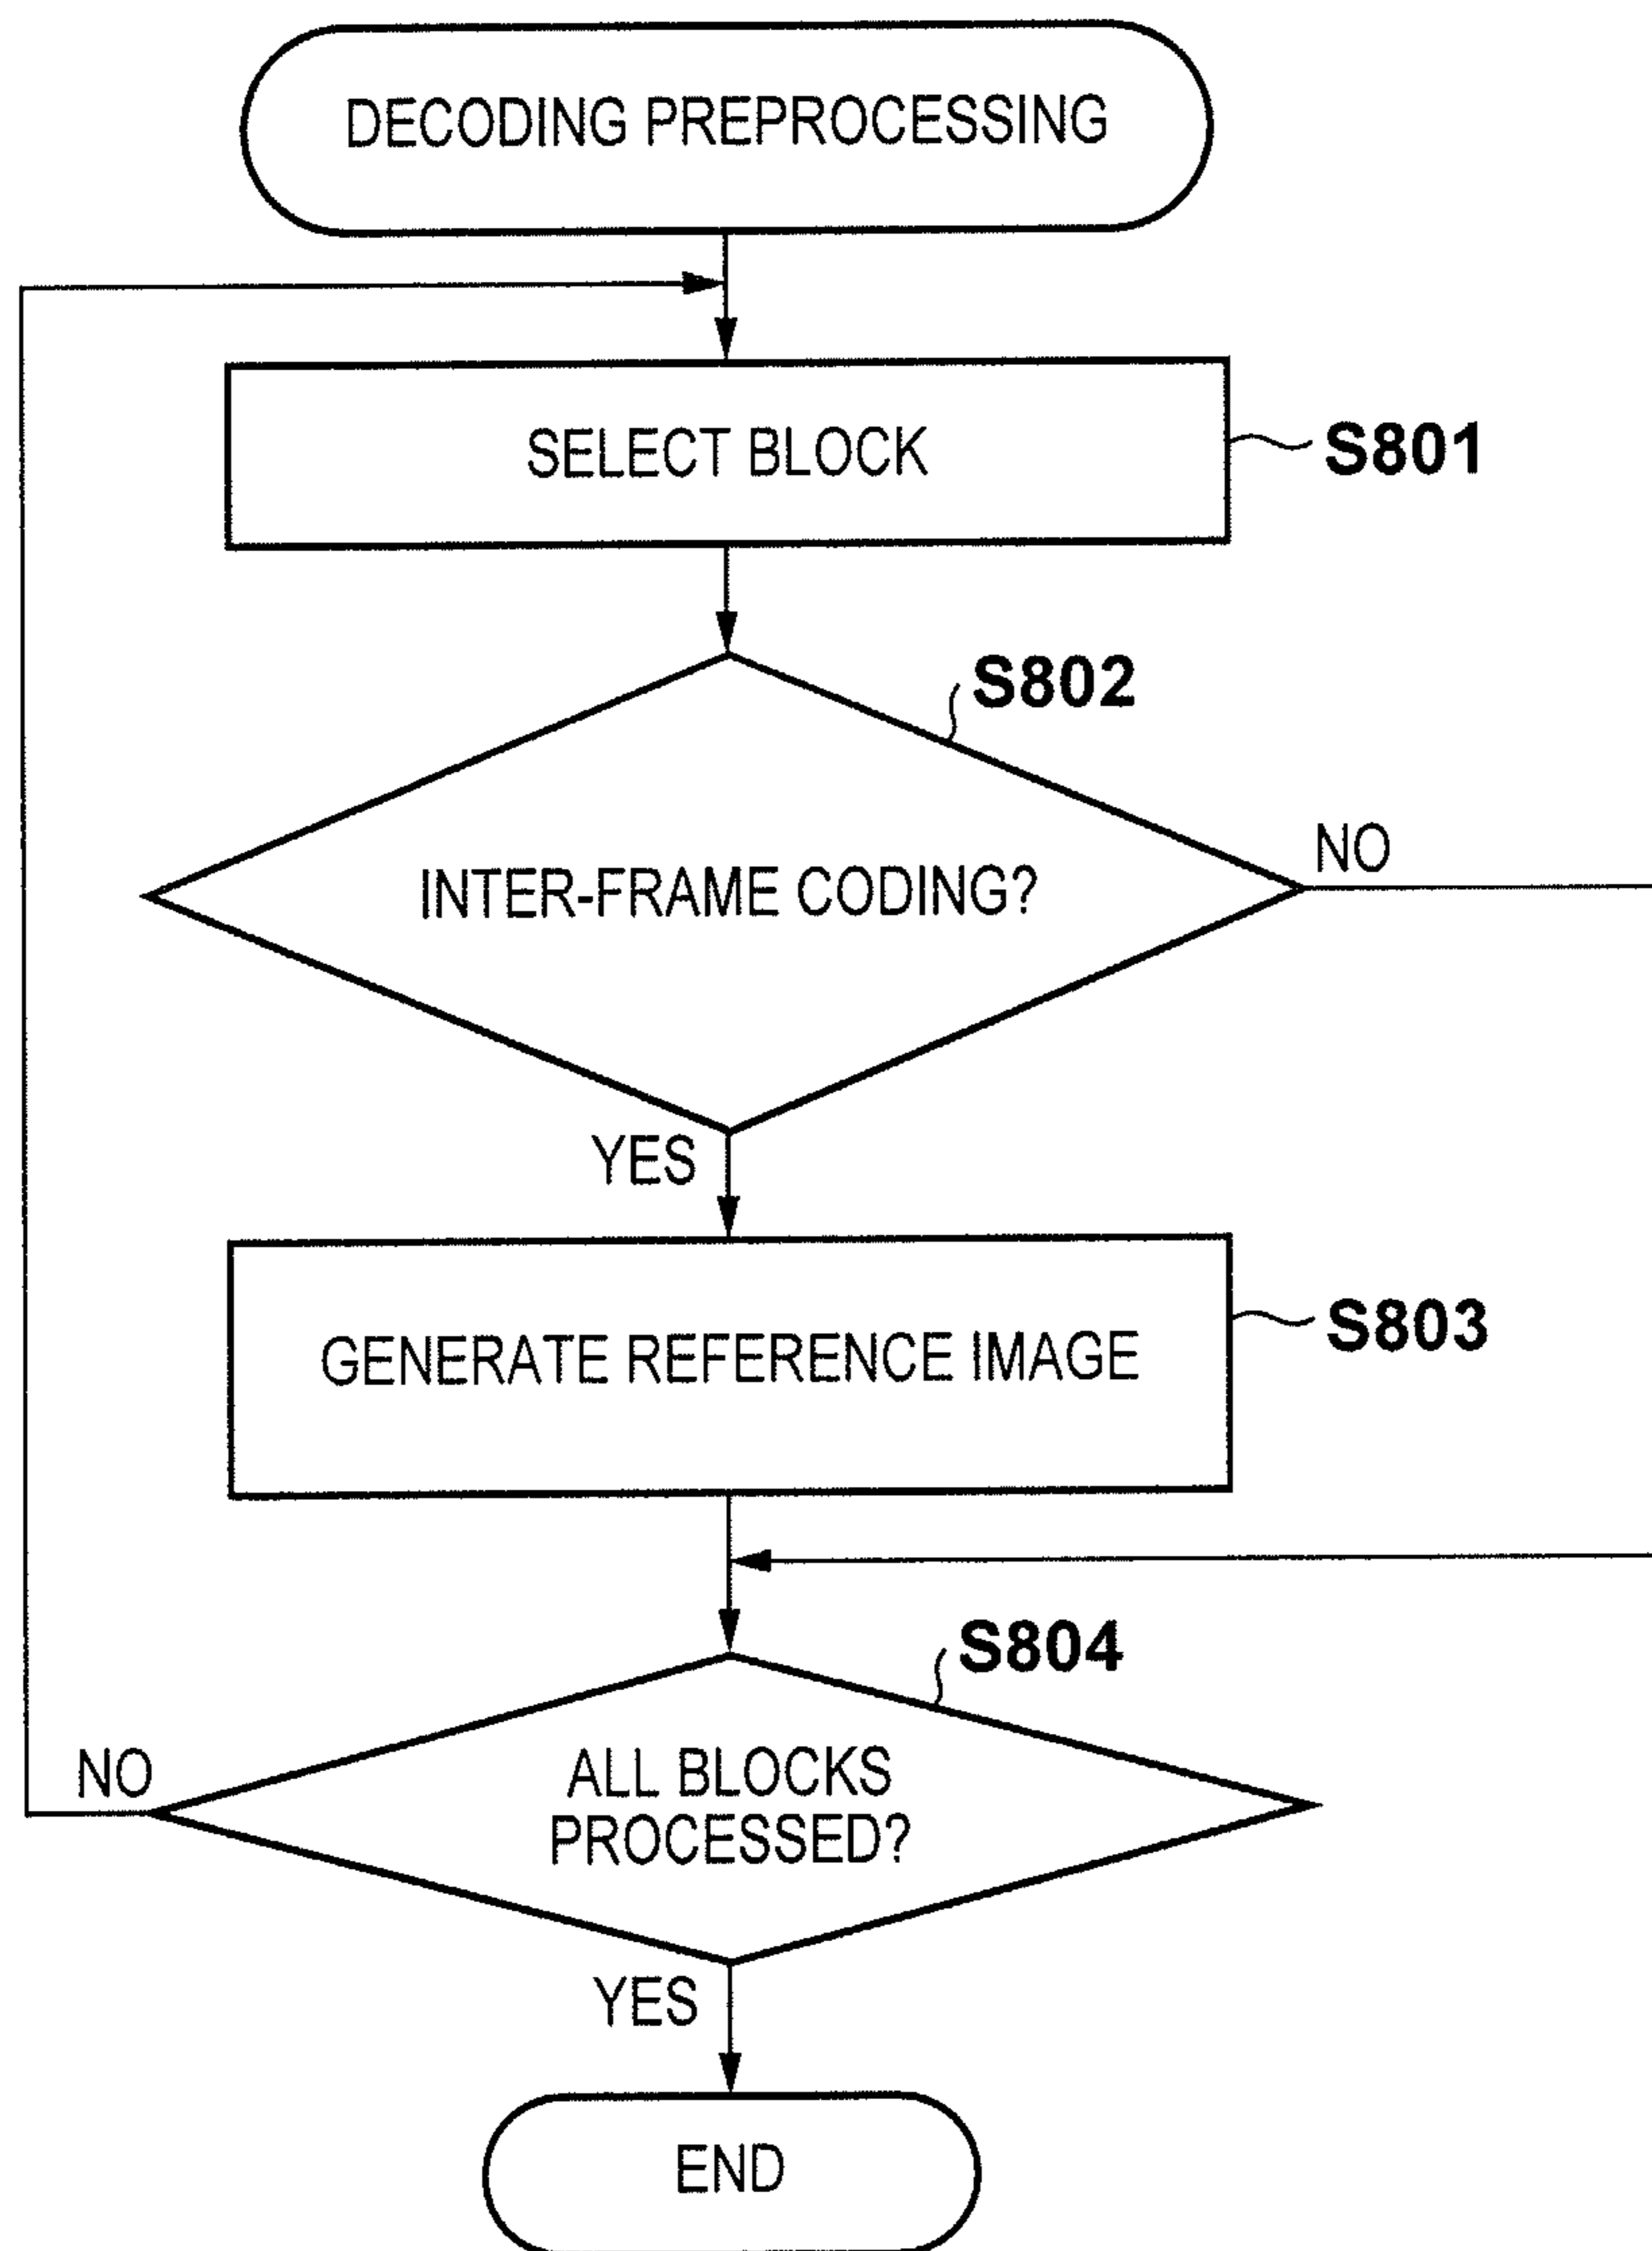 DECODING PREPROCESSING
SELECT BLOCK
S801
S802
INTER-FRAME CODING?
NO
YES
GENERATE REFERENCE IMAGE
S803
S804
ALL BLOCKS
PROCESSED?
NO
YES
END